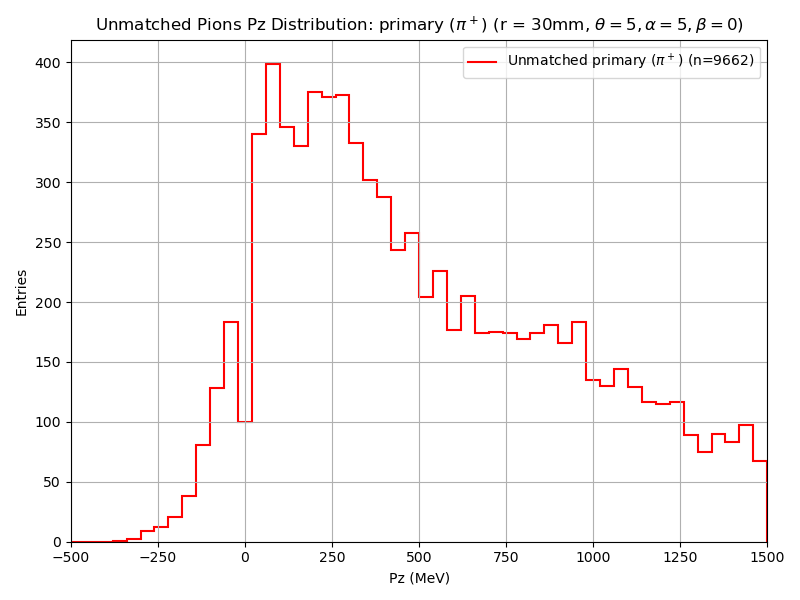 Unmatched Pions Pz Distribution: primary (π⁺) (r = 30mm, θ = 5, α = 5, β = 0)
Unmatched primary (π⁺) (n=9662)
400
350
300
250
200
150
100
50
0
Entries
−500 −250 0 250 500 750 1000 1250 1500
Pz (MeV)